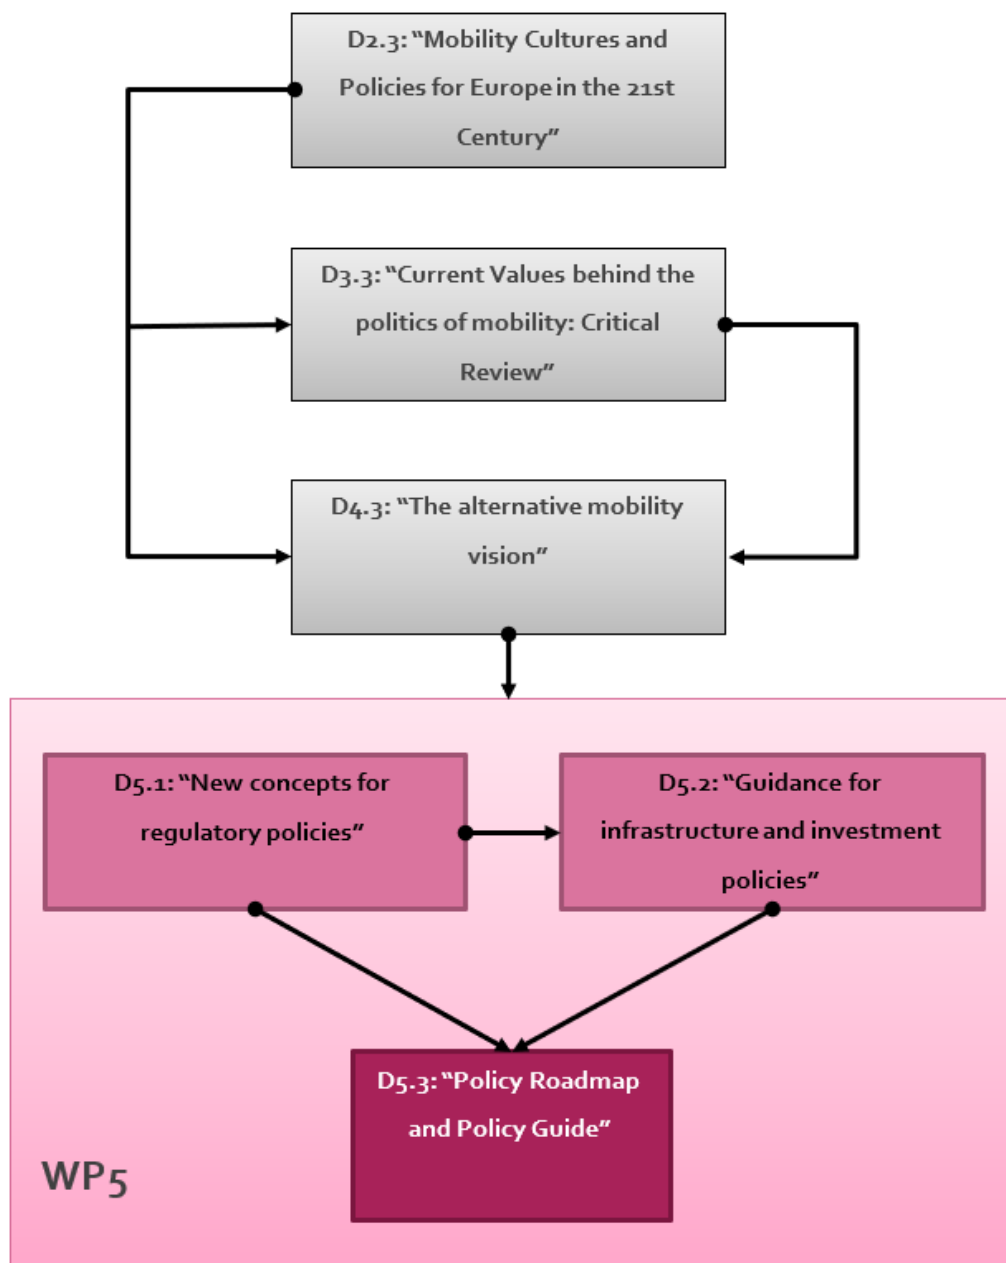 D2.3: “Mobility Cultures and
Policies for Europe in the 21st
Century”
D3.3: “Current Values behind the
politics of mobility: Critical
Review”
D4.3: “The alternative mobility
vision”
D5.1: “New concepts for
regulatory policies”
D5.2: “Guidance for
infrastructure and investment
policies”
D5.3: “Policy Roadmap
and Policy Guide”
WP5